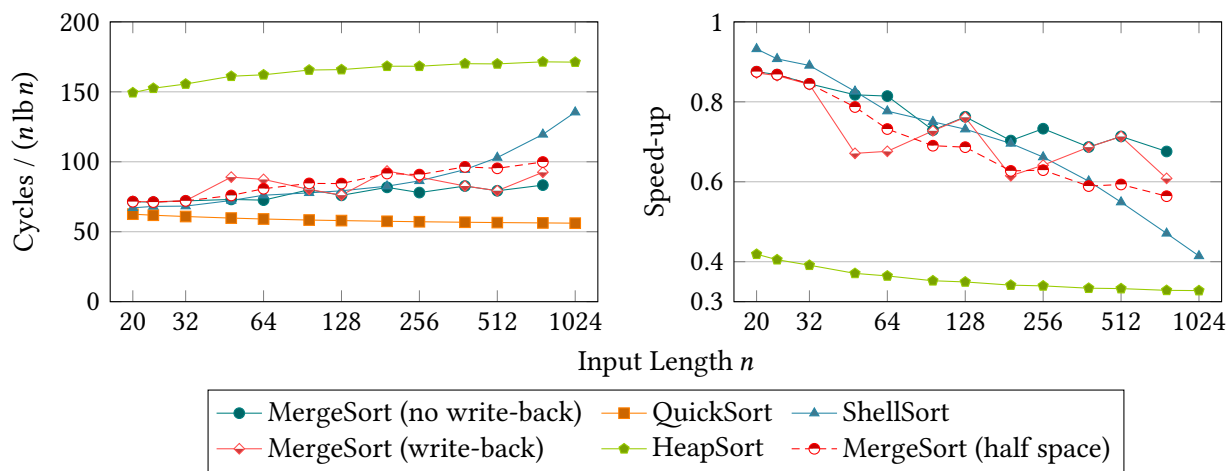 Cycles / (n lb n)
200
150
100
50
0
20 32 64 128 256 512 1024
Speed-up
1
0.8
0.6
0.4
0.3
20 32 64 128 256 512 1024
Input Length n
MergeSort (no write-back) QuickSort ShellSort
MergeSort (write-back) HeapSort MergeSort (half space)